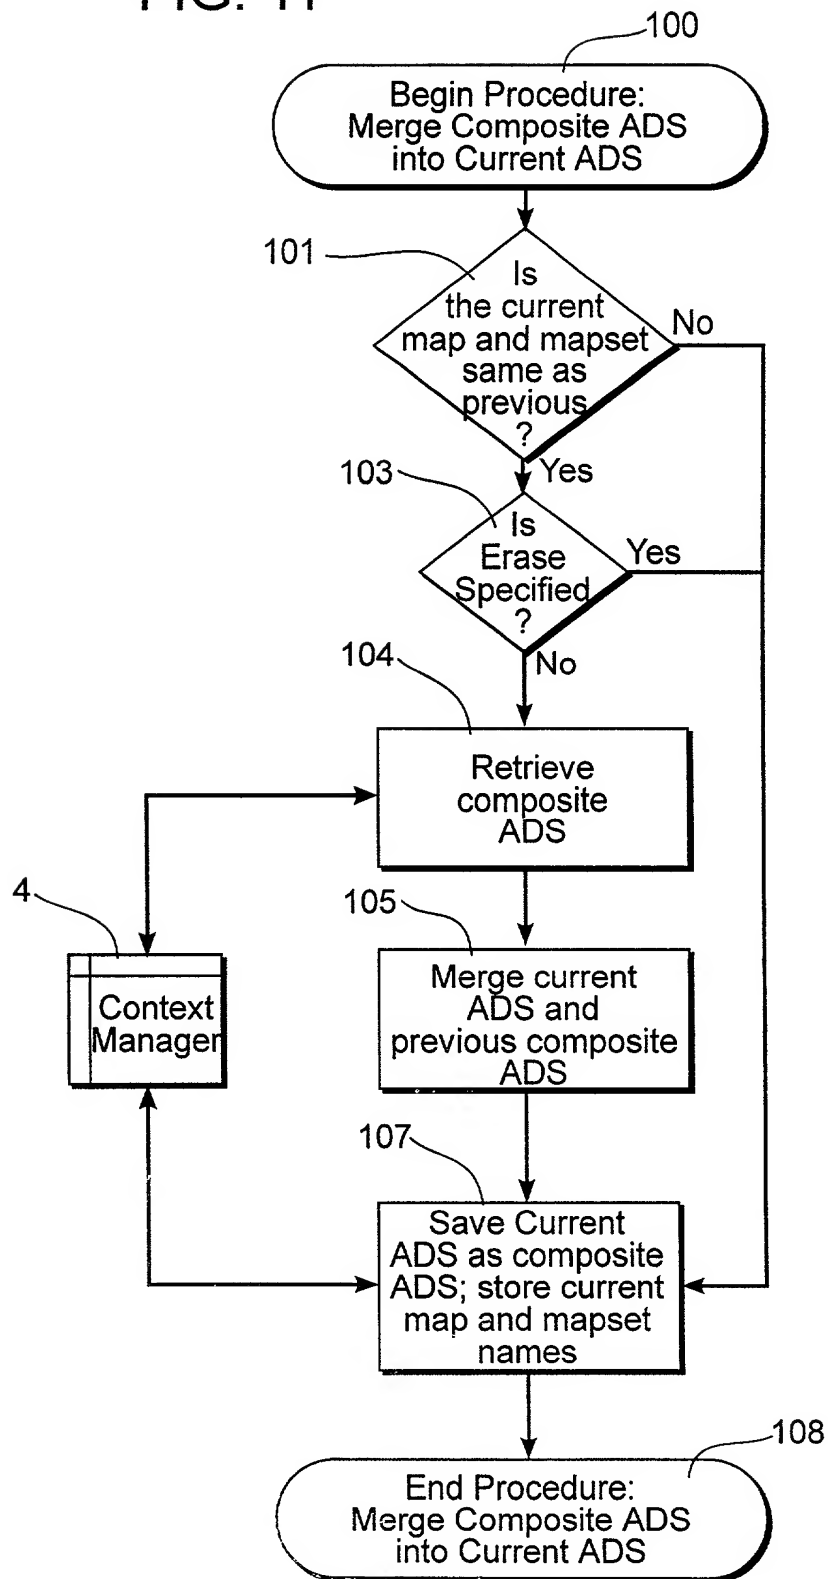 100
Begin Procedure:
Merge Composite ADS
into Current ADS
101
Is
the current
map and mapset
same as
previous
?
No
Yes
103
Is
Erase
Specified
?
Yes
No
104
Retrieve
composite
ADS
4
Context
Manager
105
Merge current
ADS and
previous composite
ADS
107
Save Current
ADS as composite
ADS; store current
map and mapset
names
108
End Procedure:
Merge Composite ADS
into Current ADS